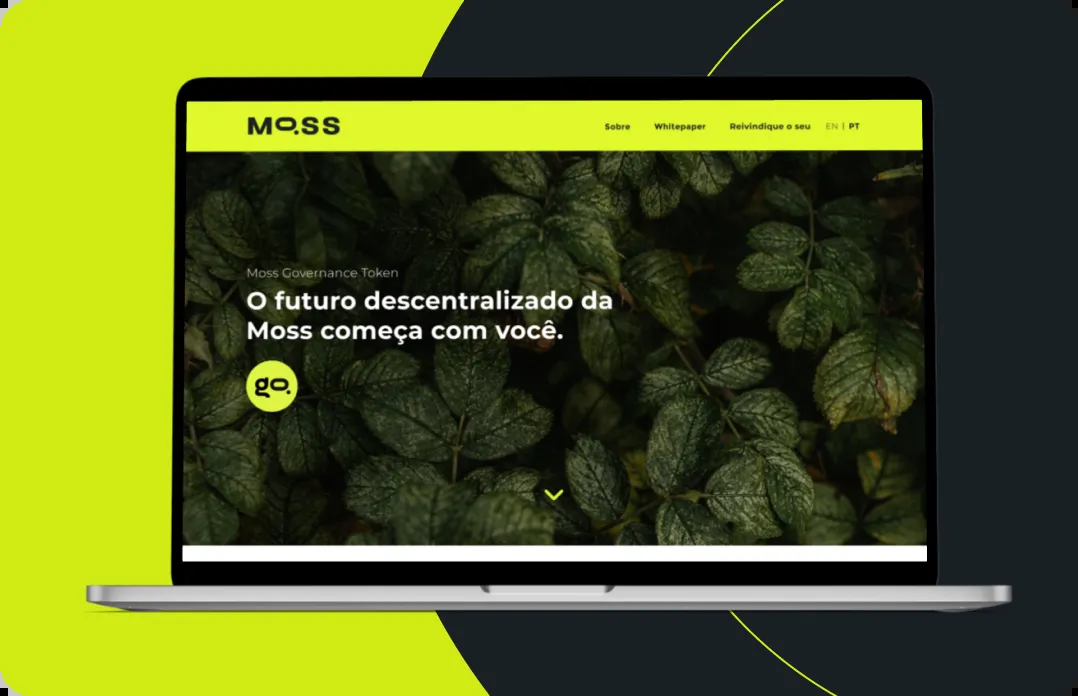 MOSS
Sobre Whitepaper Reivindique o seu EN | PT
Moss Governance Token
O futuro descentralizado da
Moss começa com você.
go.